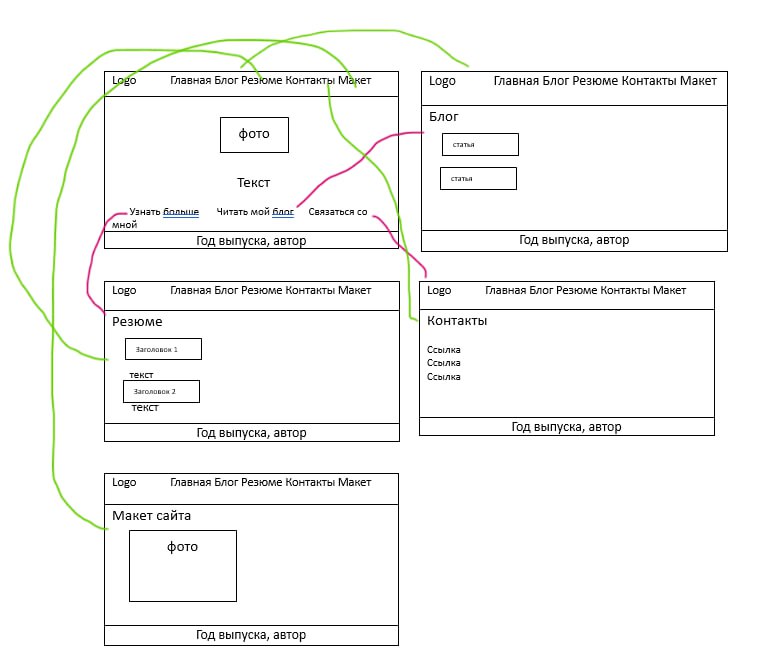 Logo Главная Блог Резюме Контакты Макет
фото
Текст
Узнать больше Читать мой блог Связаться со
мной
Год выпуска, автор
Logo Главная Блог Резюме Контакты Макет
Блог
статья
статья
Год выпуска, автор
Logo Главная Блог Резюме Контакты Макет
Резюме
Заголовок 1
текст
Заголовок 2
текст
Год выпуска, автор
Logo Главная Блог Резюме Контакты Макет
Контакты
Ссылка
Ссылка
Ссылка
Год выпуска, автор
Logo Главная Блог Резюме Контакты Макет
Макет сайта
фото
Год выпуска, автор